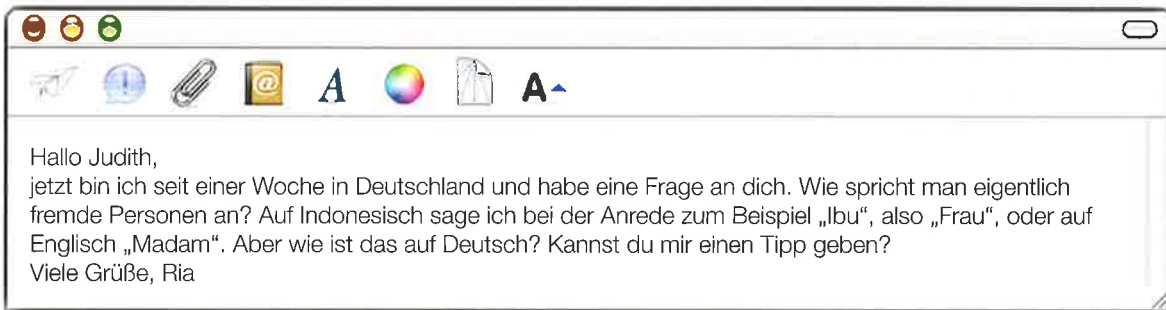 Hallo Judith,
jetzt bin ich seit einer Woche in Deutschland und habe eine Frage an dich. Wie spricht man eigentlich
fremde Personen an? Auf Indonesisch sage ich bei der Anrede zum Beispiel „Ibu“, also „Frau“, oder auf
Englisch „Madam“. Aber wie ist das auf Deutsch? Kannst du mir einen Tipp geben?
Viele Grüße, Ria